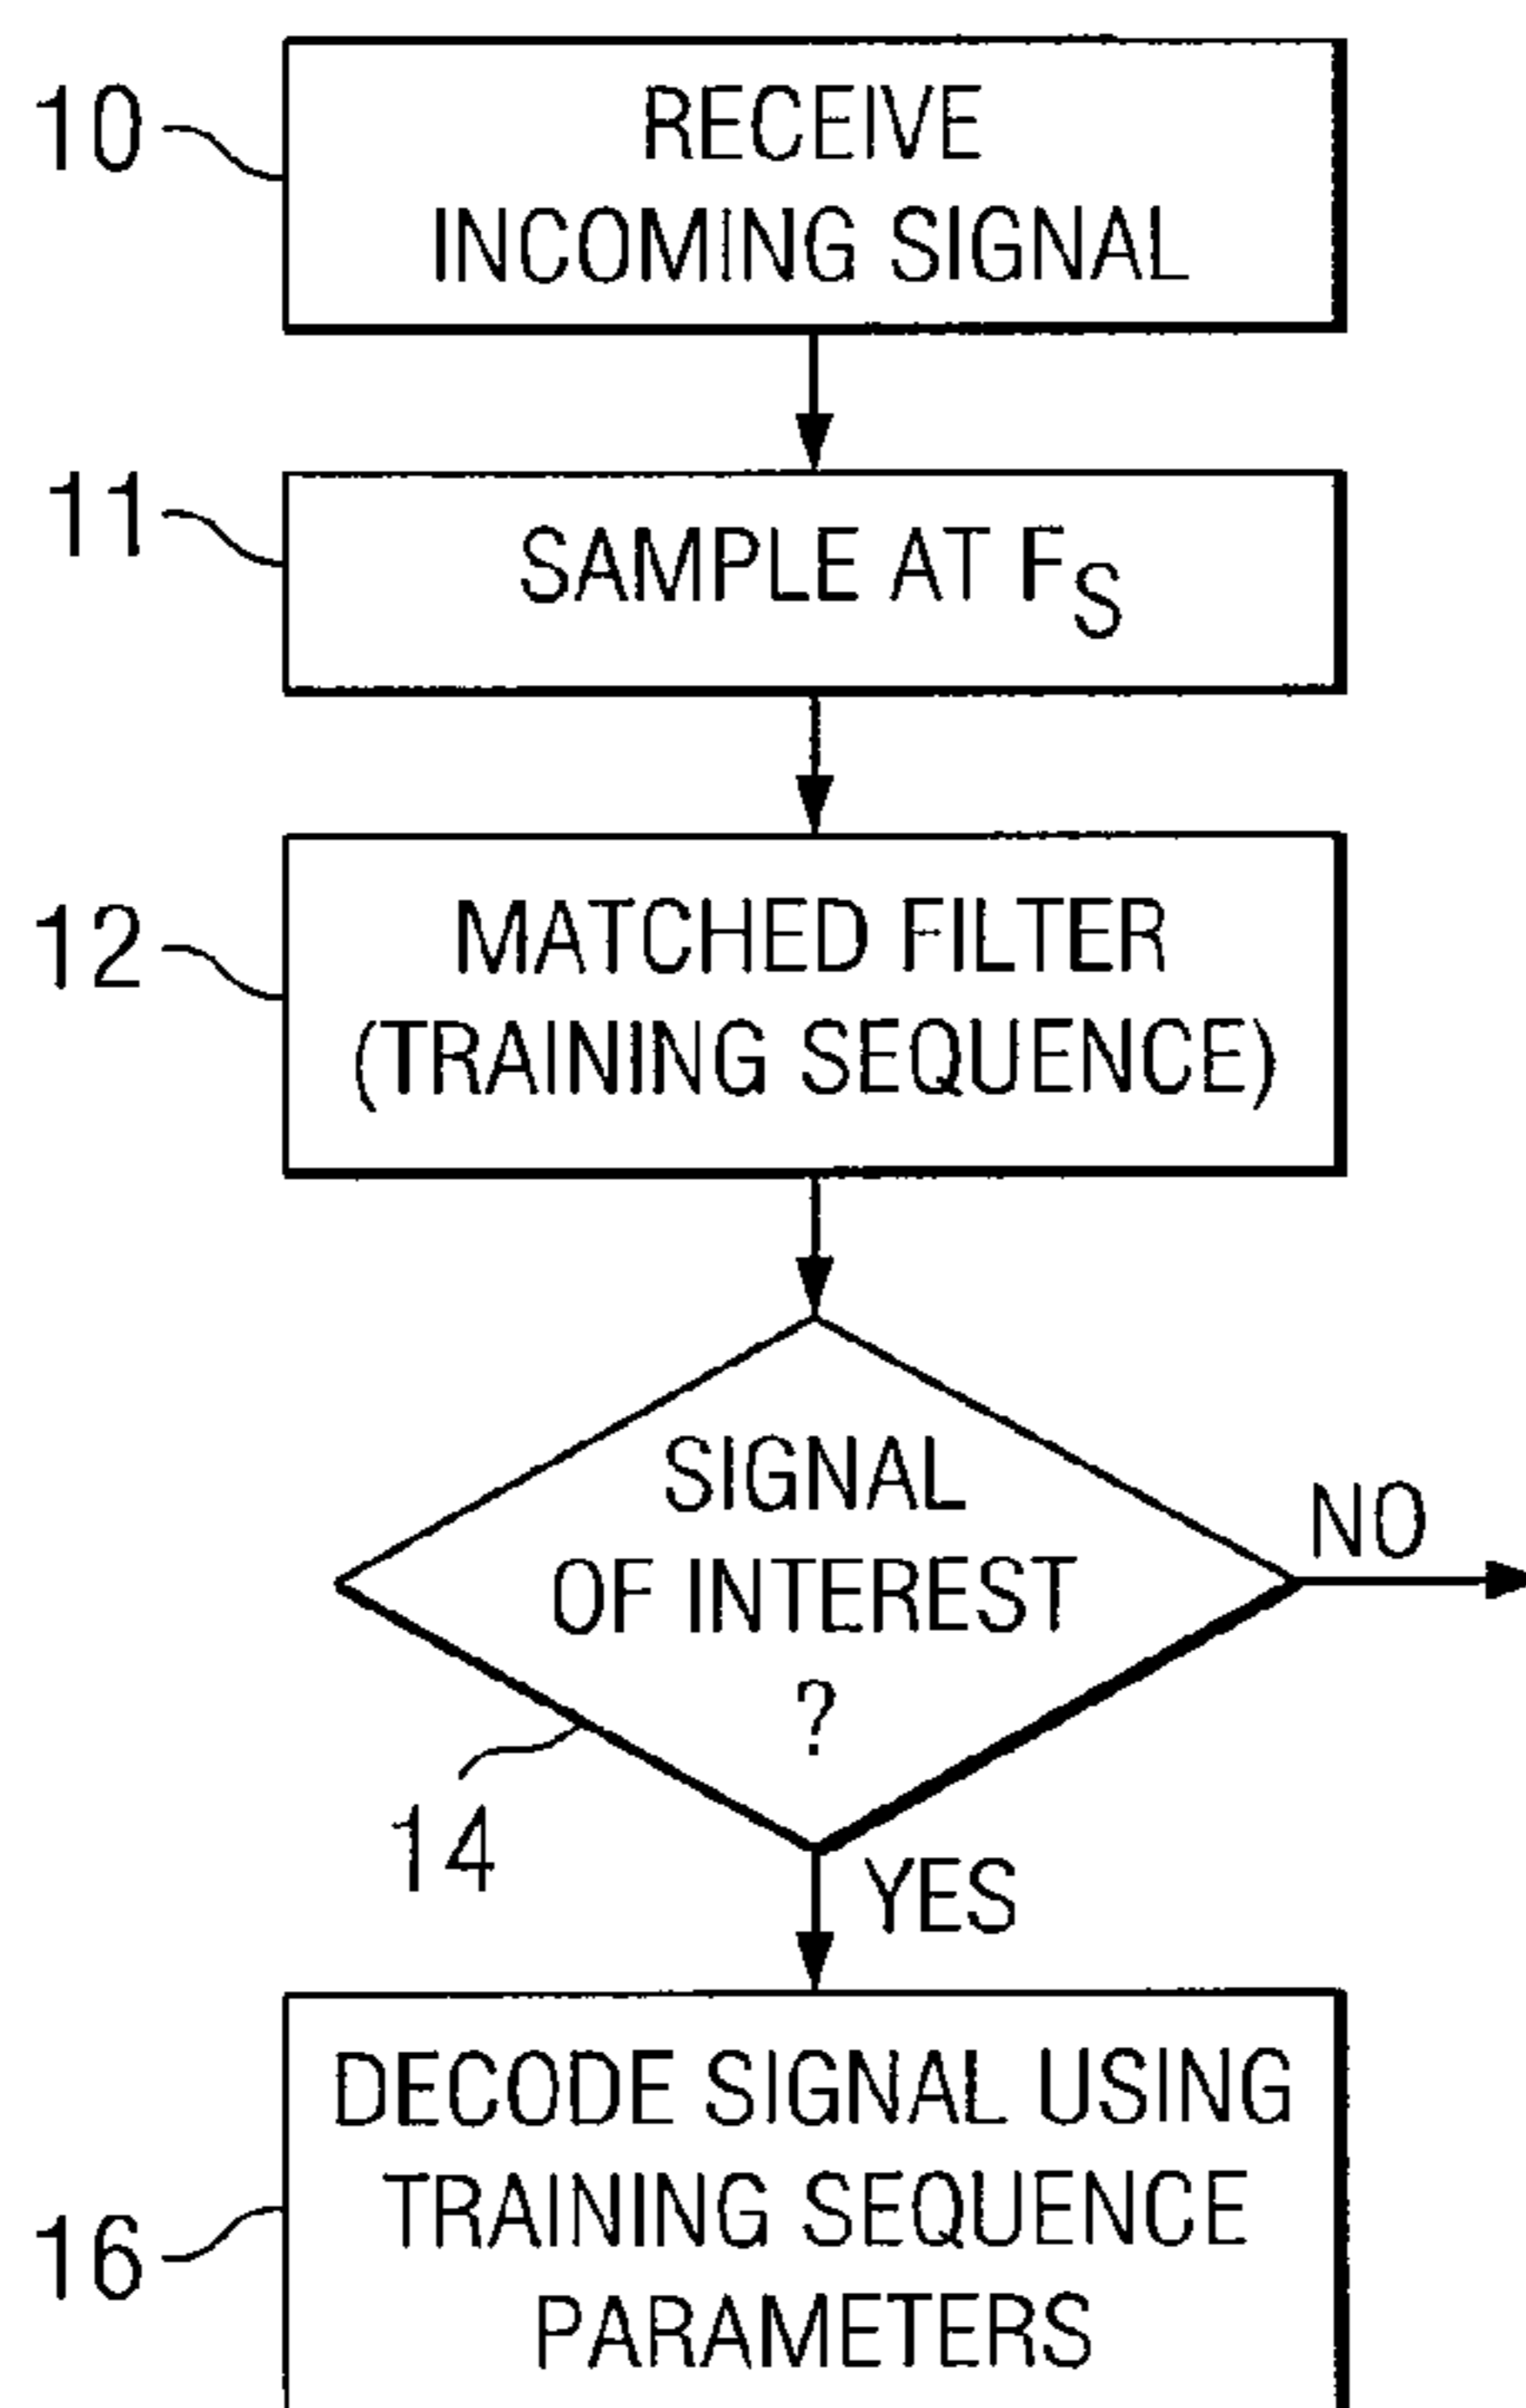 10
RECEIVE
INCOMING SIGNAL
11
SAMPLE AT FS
12
MATCHED FILTER
(TRAINING SEQUENCE)
SIGNAL
OF INTEREST
?
NO
14
YES
16
DECODE SIGNAL USING
TRAINING SEQUENCE
PARAMETERS